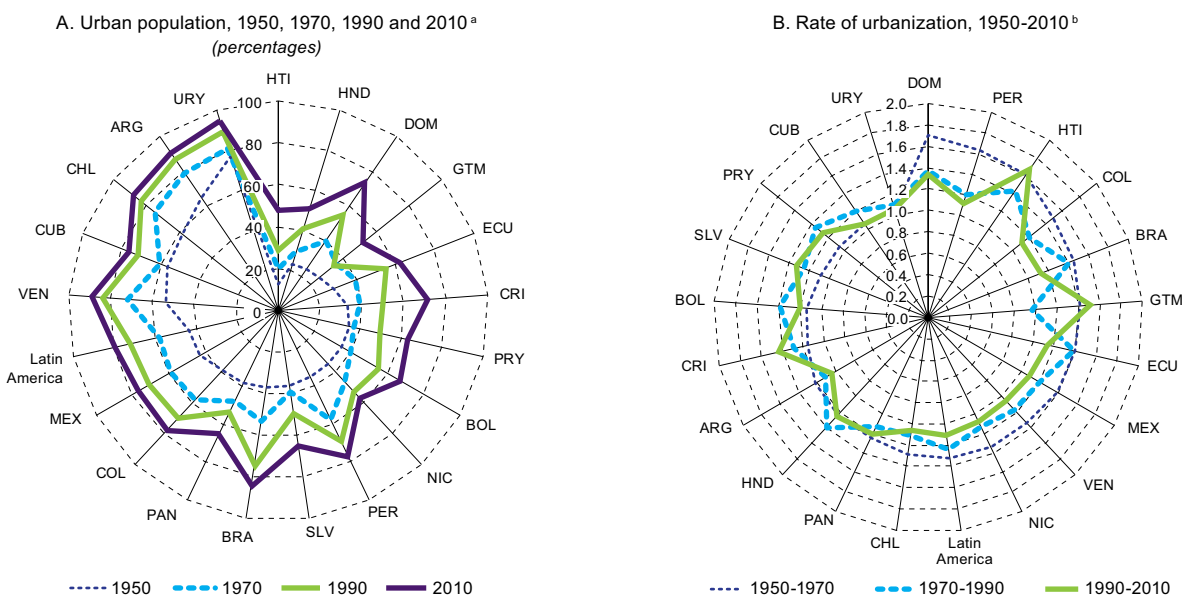 A. Urban population, 1950, 1970, 1990 and 2010 a
(percentages)
HTI
HND
DOM
GTM
ECU
CRI
PRY
BOL
NIC
PER
SLV
BRA
PAN
COL
MEX
Latin
America
VEN
CUB
CHL
ARG
URY
100
80
60
40
20
0
1950
1970
1990
2010
B. Rate of urbanization, 1950-2010 b
DOM
PER
HTI
COL
BRA
GTM
ECU
MEX
VEN
NIC
Latin
America
CHL
PAN
HND
ARG
CRI
BOL
SLV
PRY
CUB
URY
2.0
1.8
1.6
1.4
1.2
1.0
0.8
0.6
0.4
0.2
0.0
1950-1970
1970-1990
1990-2010